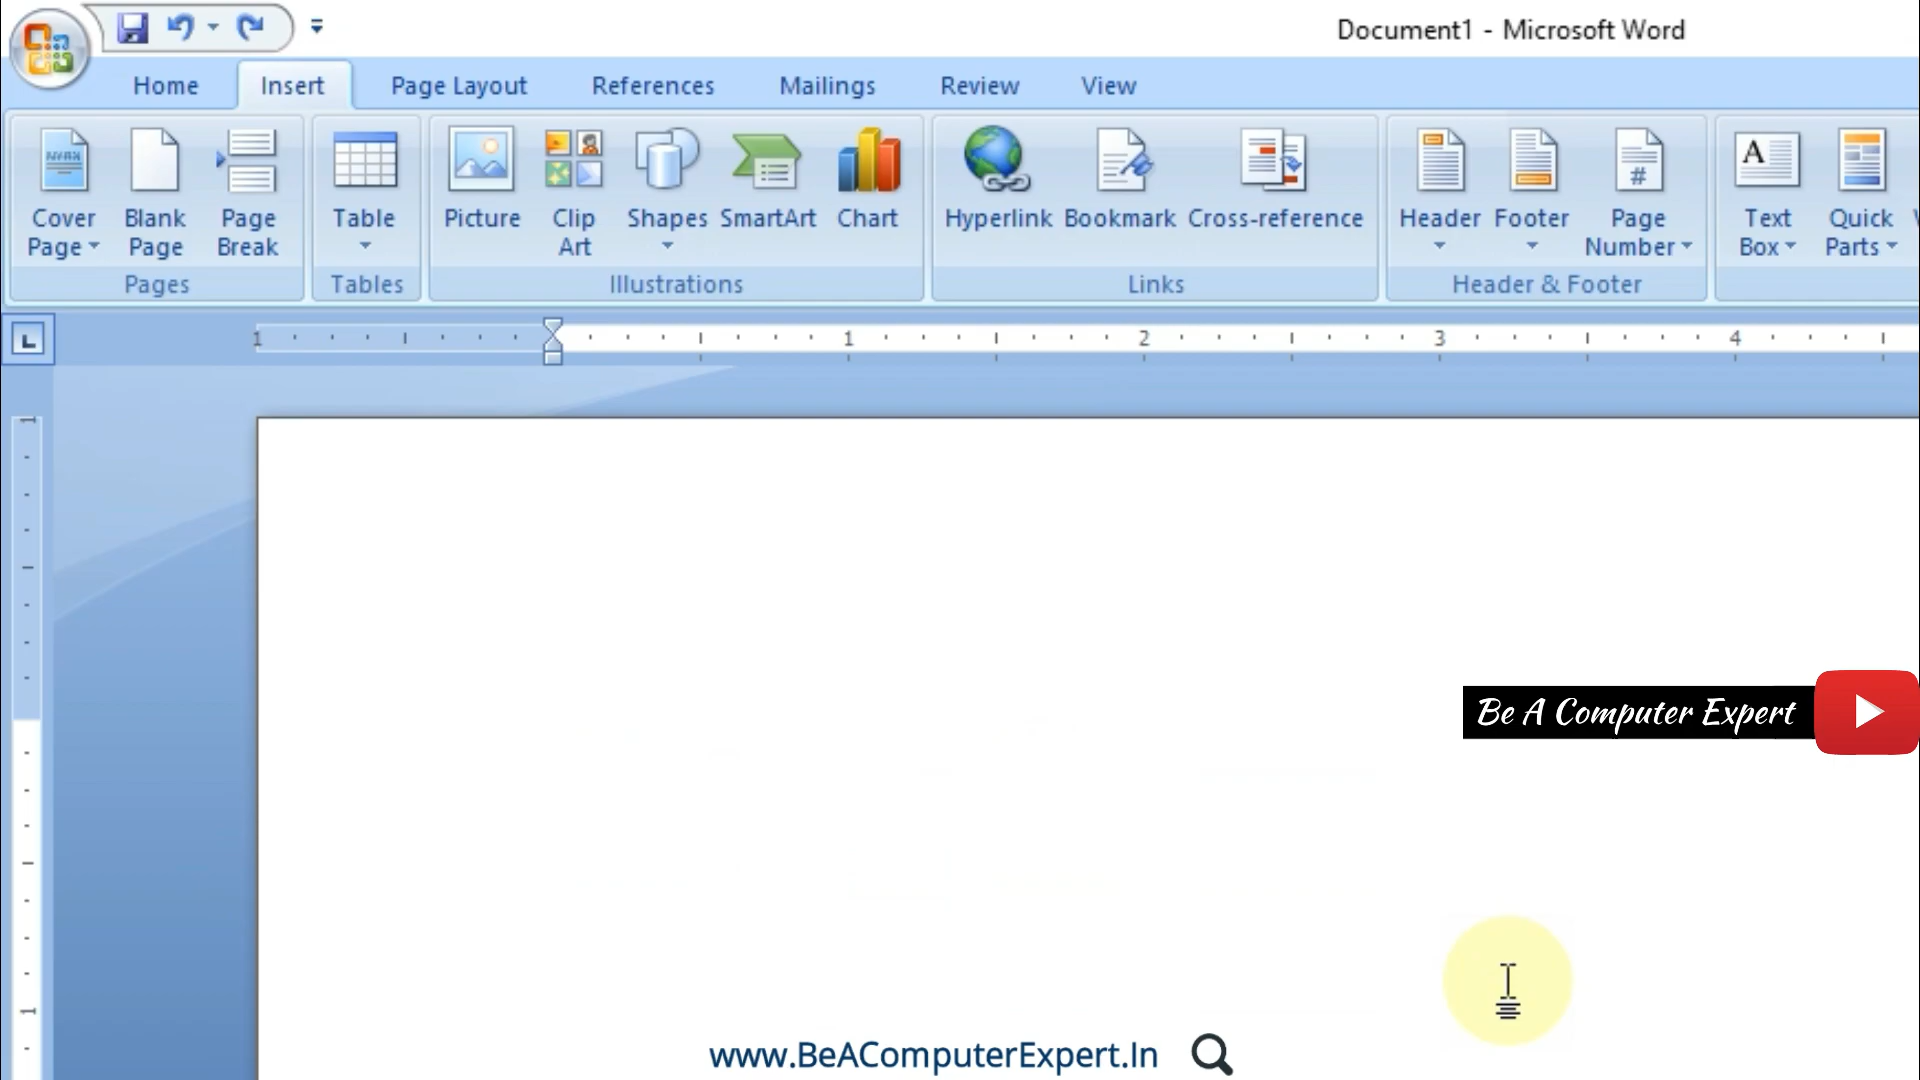 Document1 - Microsoft Word
Home Insert Page Layout References Mailings Review View
Cover Page
Blank Page
Page Break
Pages
Table
Tables
Picture
Clip Art
Shapes
SmartArt
Chart
Illustrations
Hyperlink
Bookmark
Cross-reference
Links
Header
Footer
Page Number
#
Header & Footer
A
Text Box
Quick Parts
L
1 1 2 3 4
1
1
Be A Computer Expert
www.BeAComputerExpert.In